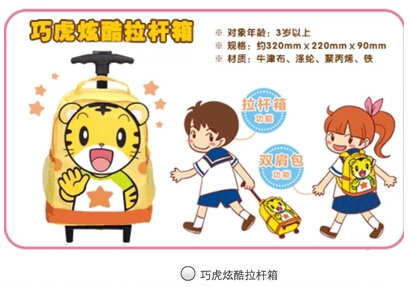 巧虎炫酷拉杆箱
※ 对象年龄：3岁以上
※ 规格：约320mm x 220mm x 90mm
※ 材质：牛津布、涤纶、聚丙烯、铁
拉杆箱
功能
双肩包
功能
巧虎炫酷拉杆箱